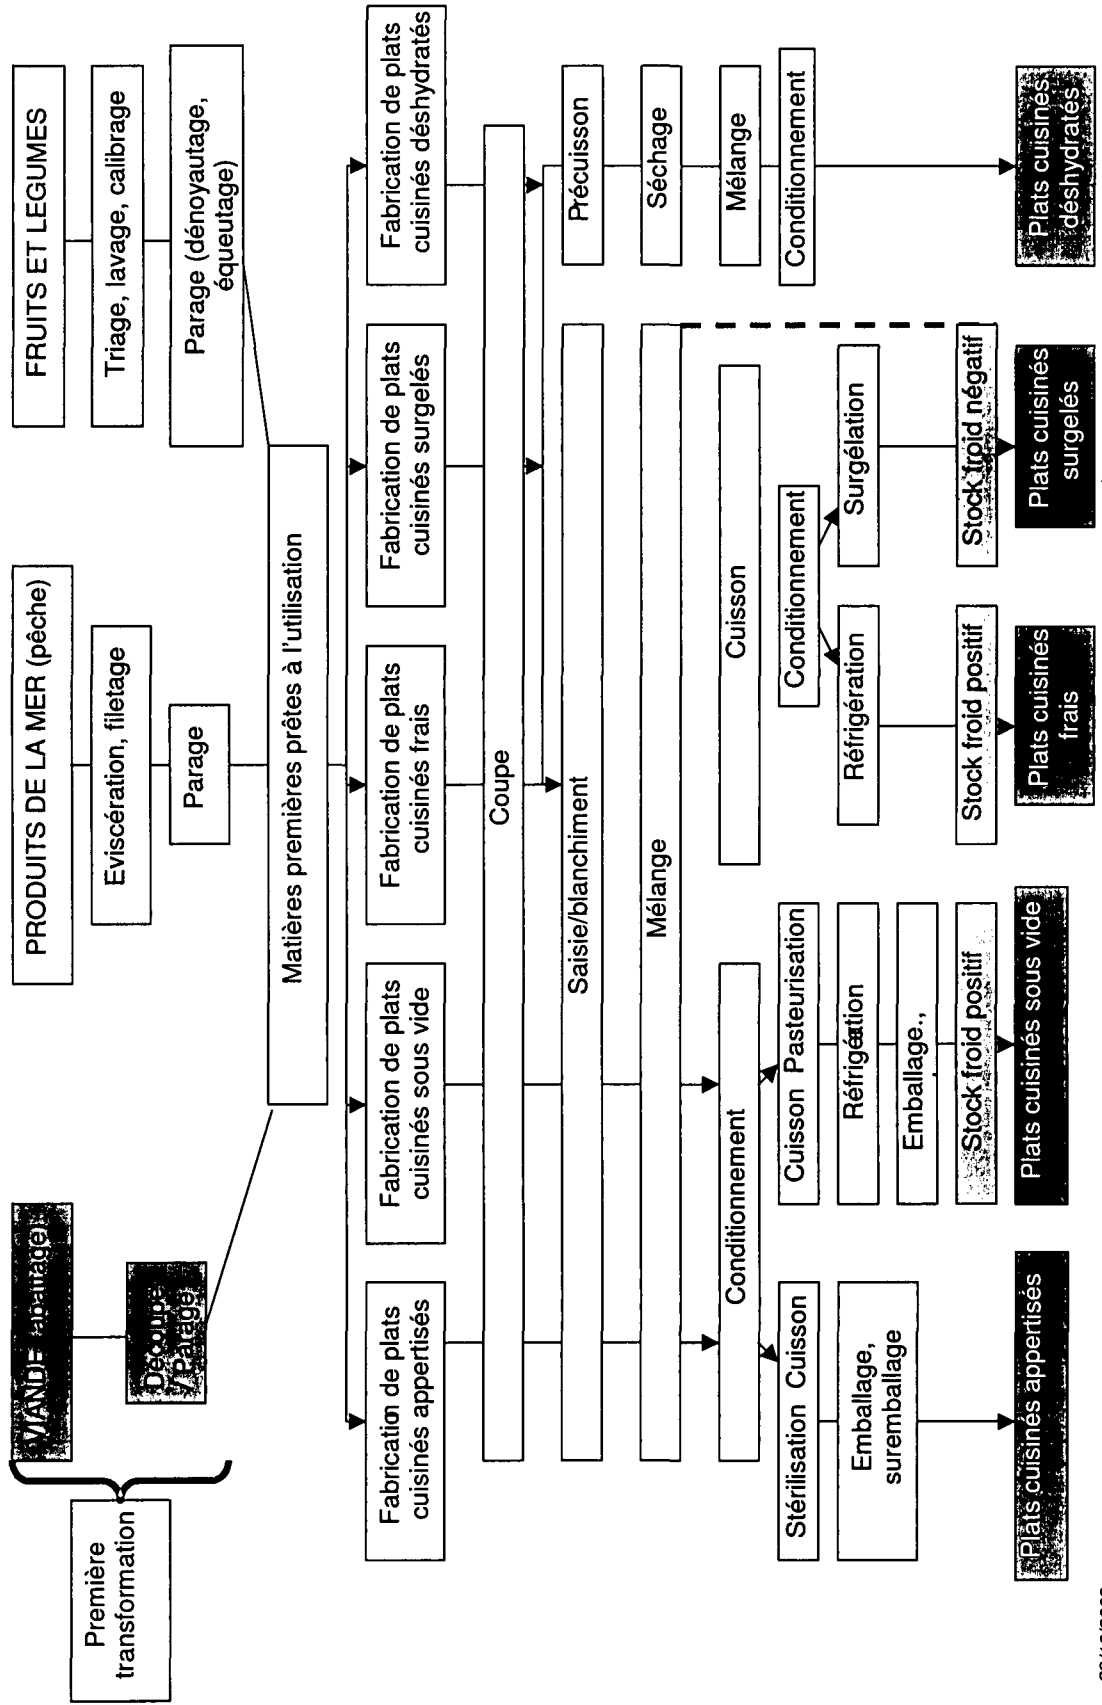 Première
transformation
VIANDE (abattage)
PRODUITS DE LA MER (pêche)
FRUITS ET LEGUMES
Découpe
/ Parage
Eviscération, filetage
Triage, lavage, calibrage
Parage
Parage (dénoyautage,
équeutage)
Matières premières prêtes à l'utilisation
Fabrication de plats
cuisinés appertisés
Fabrication de plats
cuisinés sous vide
Fabrication de plats
cuisinés frais
Fabrication de plats
cuisinés surgelés
Fabrication de plats
cuisinés déshydratés
Coupe
Saisie/blanchiment
Précuisson
Mélange
Séchage
Conditionnement
Cuisson
Mélange
Stérilisation Cuisson
Cuisson Pasteurisation
Conditionnement
Conditionnement
Emballage,
suremballage
Réfrigération
Réfrigération
Surgélation
Emballage.,
Stock froid positif
Stock froid positif
Stock froid négatif
Plats cuisinés appertisés
Plats cuisinés sous vide
Plats cuisinés
frais
Plats cuisinés
surgelés
Plats cuisinés
déshydratés